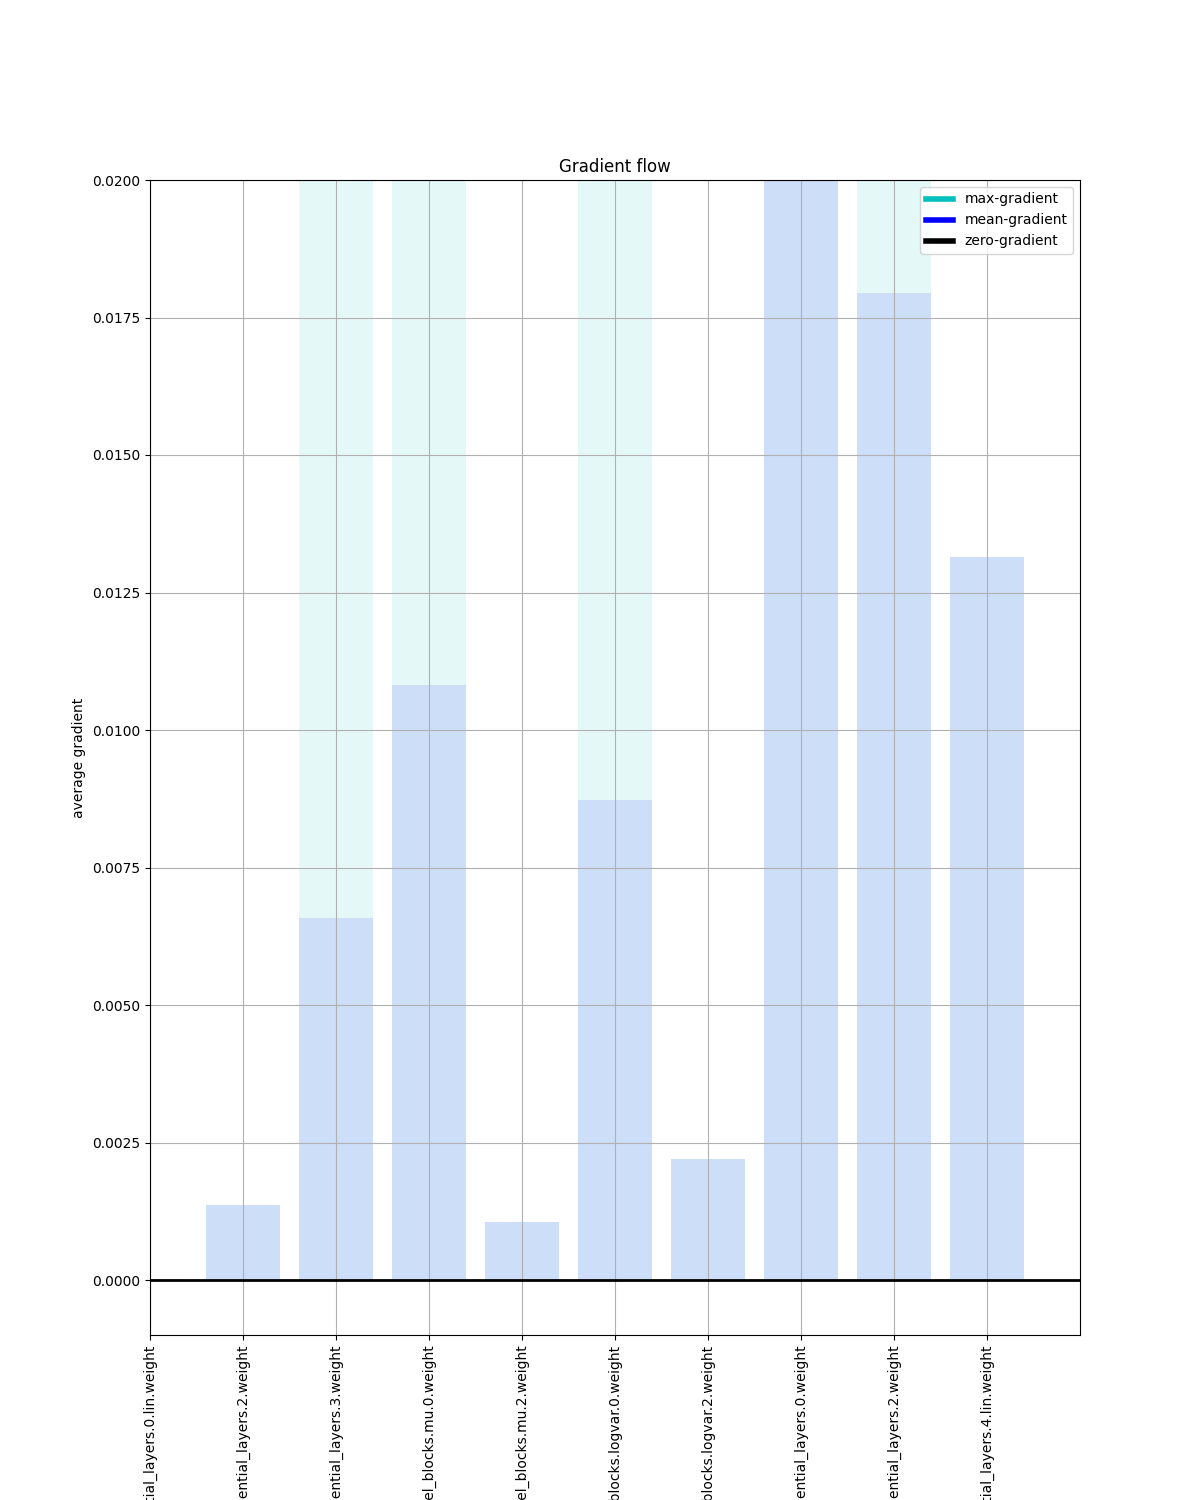 Gradient flow
max-gradient
mean-gradient
zero-gradient
0.0200
0.0175
0.0150
0.0125
0.0100
0.0075
0.0050
0.0025
0.0000
average gradient
tial_layers.0.lin.weight
ential_layers.2.weight
ential_layers.3.weight
el_blocks.mu.0.weight
el_blocks.mu.2.weight
blocks.logvar.0.weight
blocks.logvar.2.weight
ential_layers.0.weight
ential_layers.2.weight
tial_layers.4.lin.weight